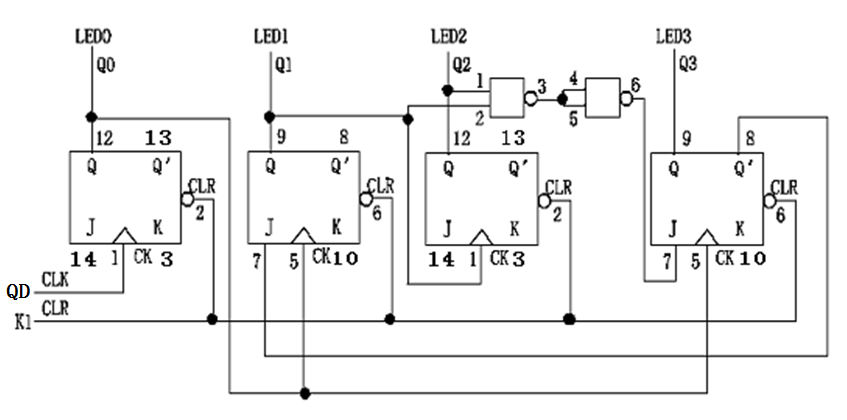 LED0 LED1 LED2 LED3
Q0 Q1 Q2 Q3
1 3 4 6
2 5
12 13 9 8 12 13 9 8
Q Q' Q Q' Q Q' Q Q'
CLR CLR CLR CLR
2 6 2 6
J K J K J K J K
14 1 CK 3 7 5 CK 10 14 1 CK 3 7 5 CK 10
QD CLK
K1 CLR